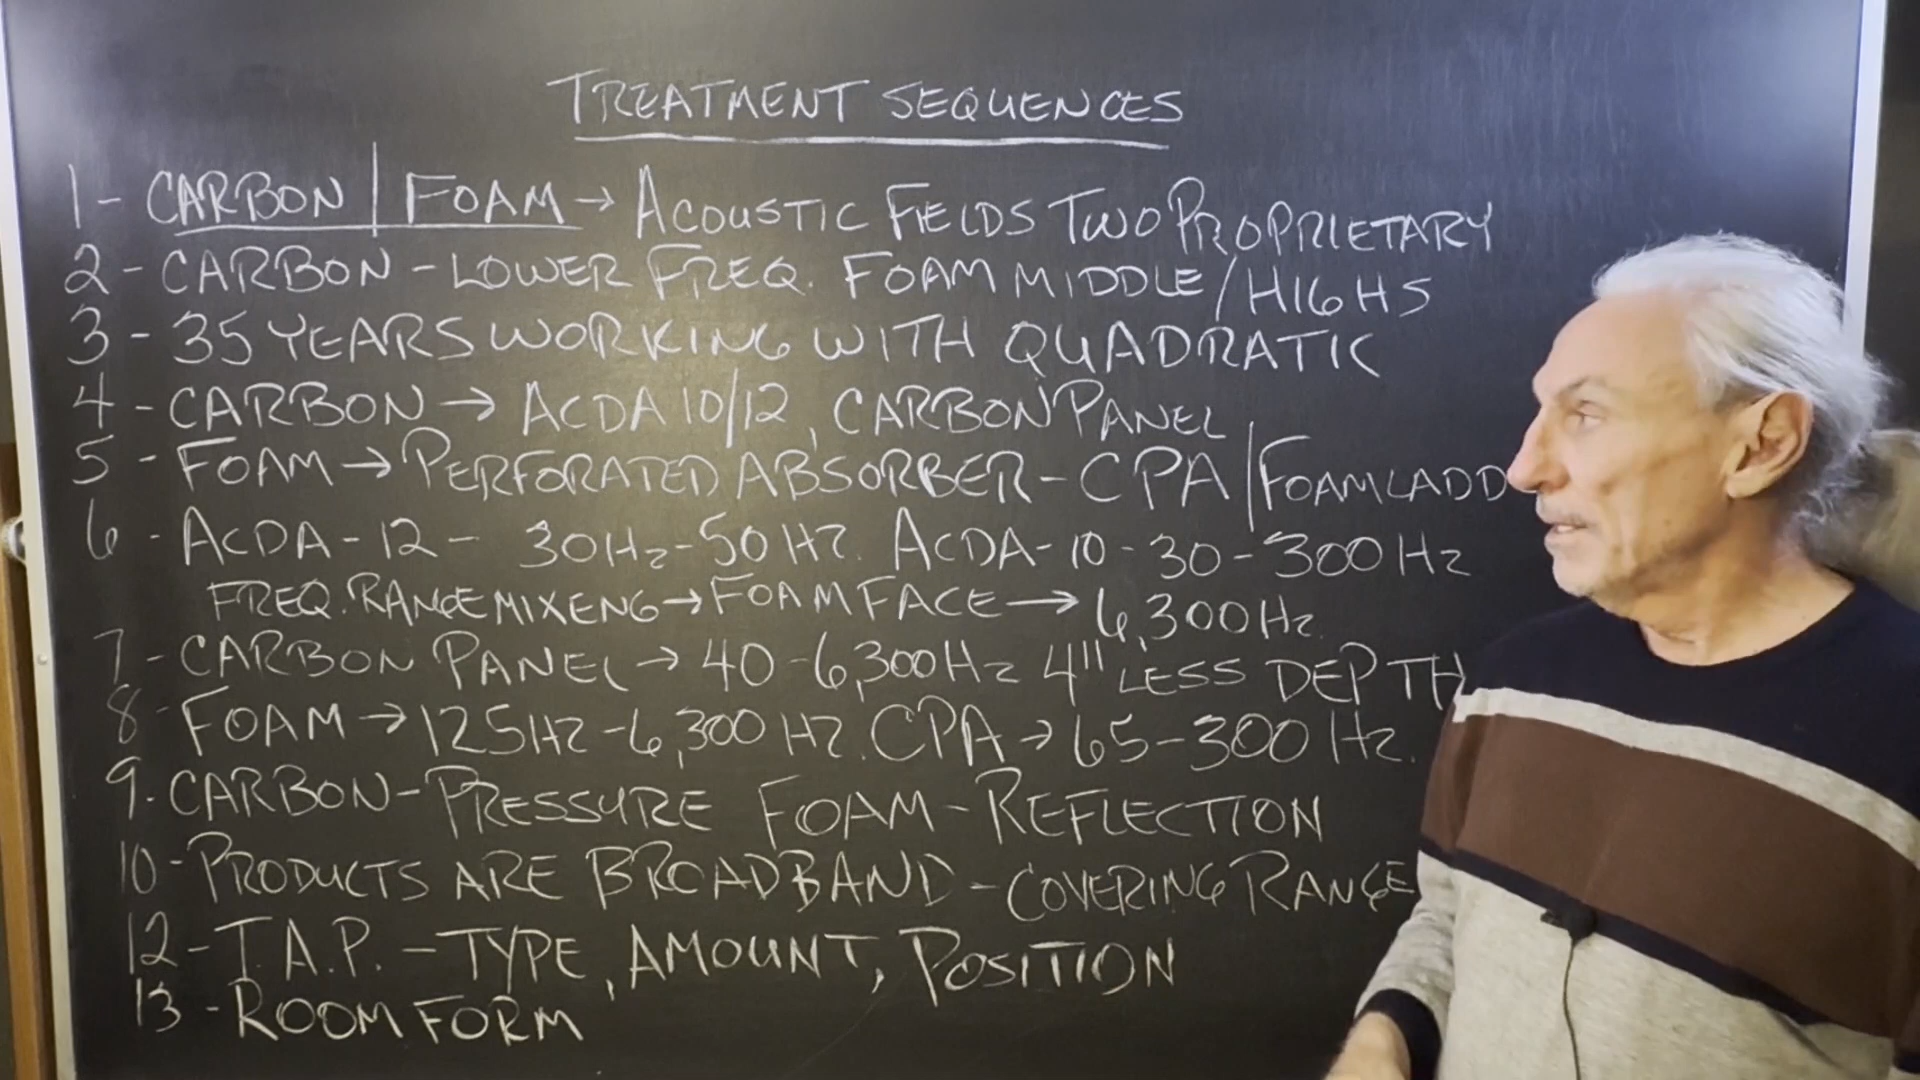 TREATMENT SEQUENCES
1- CARBON | FOAM → ACOUSTIC FIELDS TWO PROPRIETARY
2 - CARBON - LOWER FREQ. FOAM MIDDLE/HIGHS
3 - 35 YEARS WORKING WITH QUADRATIC
4 - CARBON → ACDA 10/12, CARBON PANEL
5 - FOAM → PERFORATED ABSORBER - CPA / FOAM LADD
6 - ACDA - 12 - 30Hz - 50 HZ. ACDA - 10 - 30 - 300 Hz
FREQ. RANGE MIXENG → FOAM FACE → 6,300 Hz.
7 - CARBON PANEL → 40 - 6,300 Hz 4" LESS DEPTH
8 - FOAM → 125 HZ - 6,300 HZ. CPA → 65 - 300 Hz.
9. CARBON - PRESSURE FOAM - REFLECTION
10 - PRODUCTS ARE BROADBAND - COVERING RANGE
12 - T.A.P. - TYPE, AMOUNT, POSITION
13 - ROOM FORM